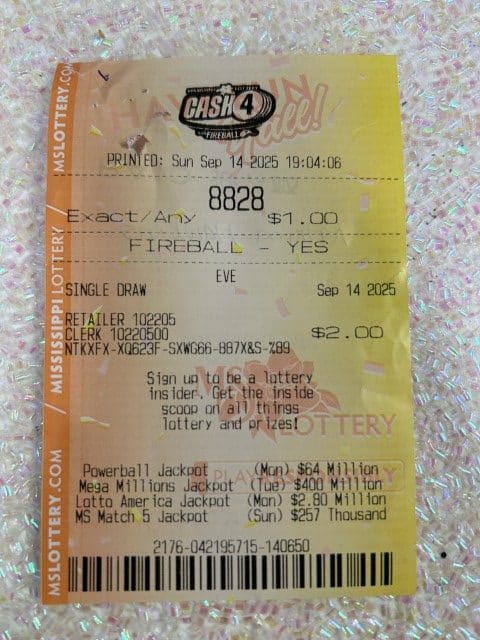 MISSISSIPPI LOTTERY
CASH 4
FIREBALL
PRINTED: Sun Sep 14 2025 19:04:06
8828
Exact/Any $1.00
FIREBALL - YES
EVE
SINGLE DRAW Sep 14 2025
RETAILER 102205
CLERK 10220500 $2.00
NTKXFX-XQ623F-SXWG66-887X&S-%89
Sign up to be a lottery
insider. Get the inside
scoop on all things
lottery and prizes!
Powerball Jackpot (Mon) $64 Million
Mega Millions Jackpot (Tue) $400 Million
Lotto America Jackpot (Mon) $2.80 Million
MS Match 5 Jackpot (Sun) $257 Thousand
2176-042195715-140650
MSLOTTERY.COM / MISSISSIPPI LOTTERY / MSLOTTERY.COM
MS
LOTTERY